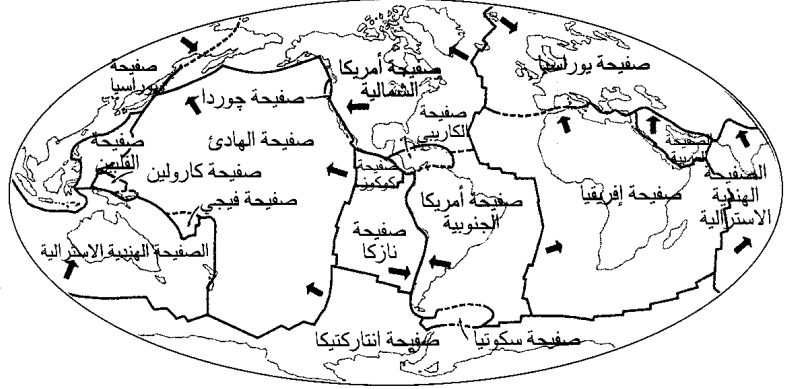 صفيحة يوراسيا
صفيحة أمريكا
الشمالية
صفيحة
يوراسيا
صفيحة جوردا
صفيحة
الكاريبي
صفيحة الهادئ
صفيحة
الفلبين
صفيحة كارولين
صفيحة
كوكوز
صفيحة فيجي
صفيحة أمريكا
الجنوبية
صفيحة إفريقيا
الصفيحة
العربية
الصفيحة
الهندية
الاسترالية
صفيحة
نازكا
الصفيحة الهندية الاسترالية
صفيحة انتاركتيكا
صفيحة سكوتيا